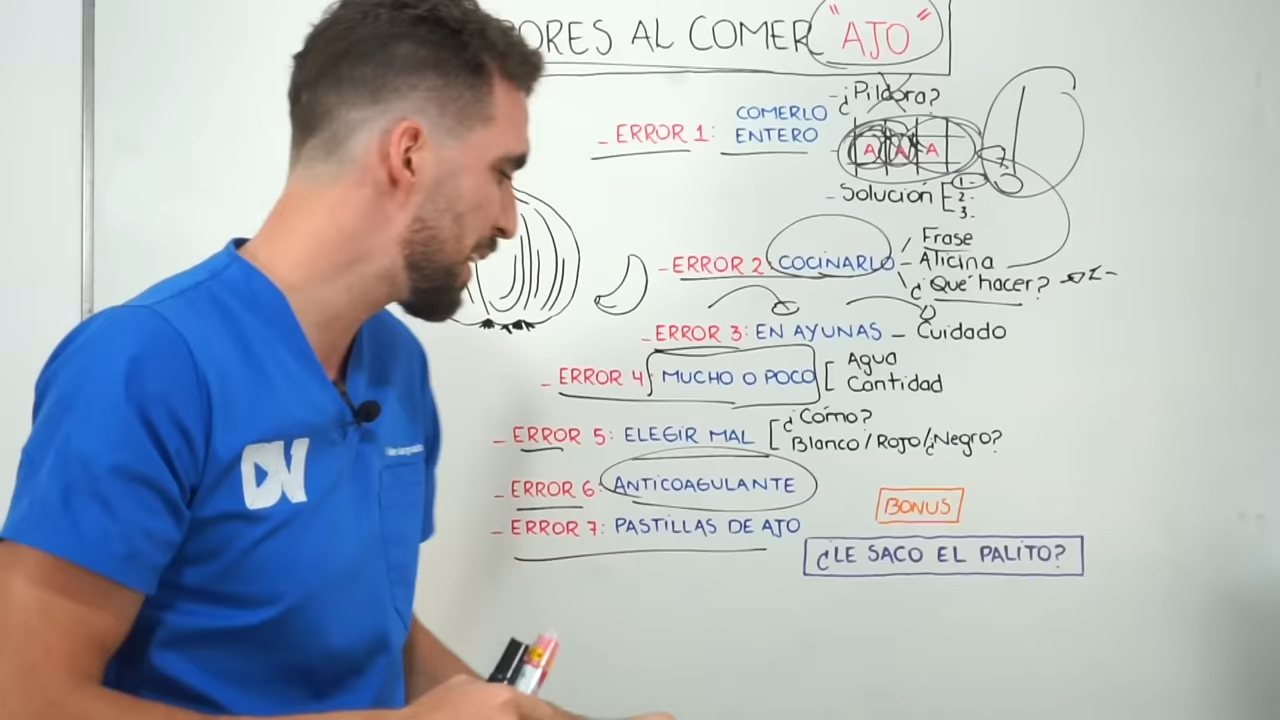 ORES AL COMER "AJO"
- ¿Píldora?
- ERROR 1: COMERLO ENTERO
- A A A
- Solución [ 1- 2- 3-
- ERROR 2: COCINARLO
Frase
- Alicina
¿Qué hacer?
- ERROR 3: EN AYUNAS - Cuidado
- ERROR 4: MUCHO O POCO
Agua
Cantidad
- ERROR 5: ELEGIR MAL
¿Cómo?
Blanco/Rojo/¿Negro?
- ERROR 6: ANTICOAGULANTE
- ERROR 7: PASTILLAS DE AJO
BONUS
¿LE SACO EL PALITO?
DV